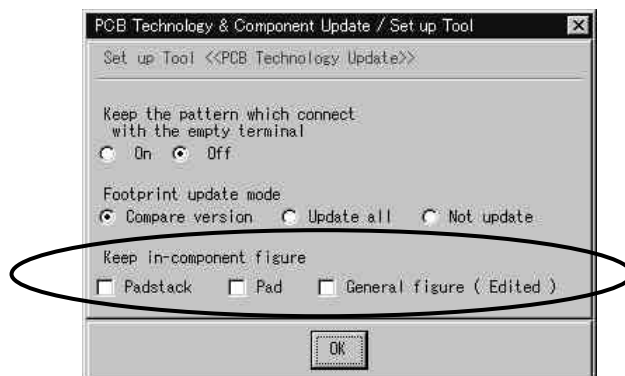 PCB Technology & Component Update / Set up Tool
Set up Tool <<PCB Technology Update>>
Keep the pattern which connect
with the empty terminal
On Off
Footprint update mode
Compare version Update all Not update
Keep in-component figure
Padstack Pad General figure ( Edited )
OK